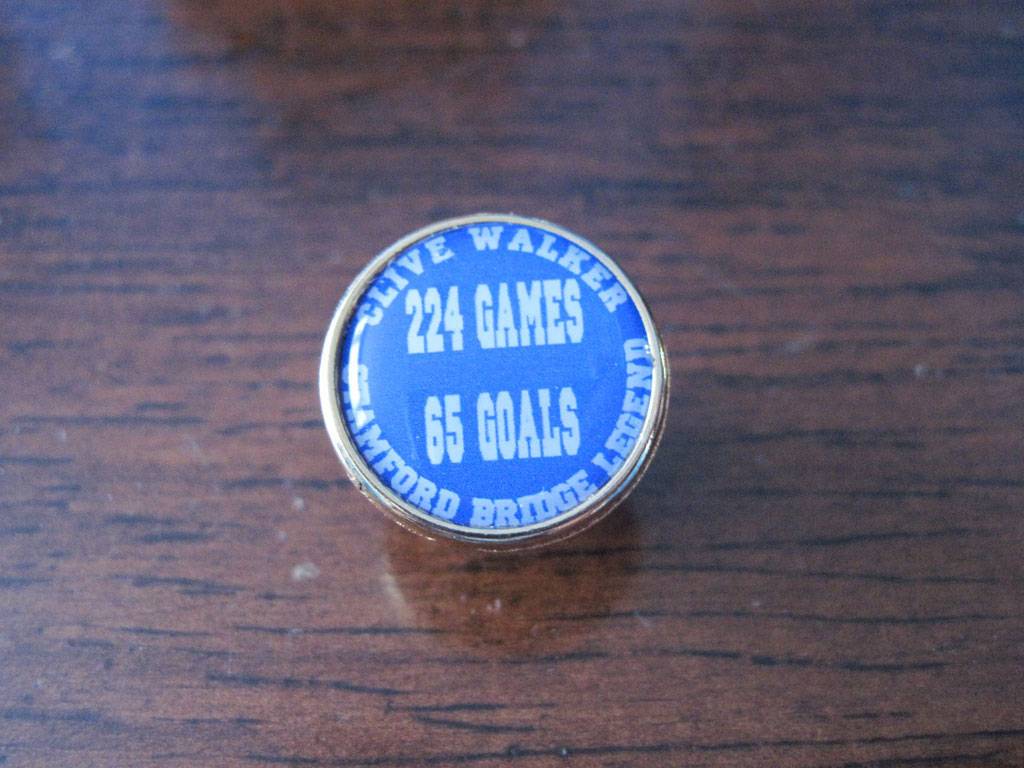 CLIVE WALKER
224 GAMES
65 GOALS
STAMFORD BRIDGE LEGEND